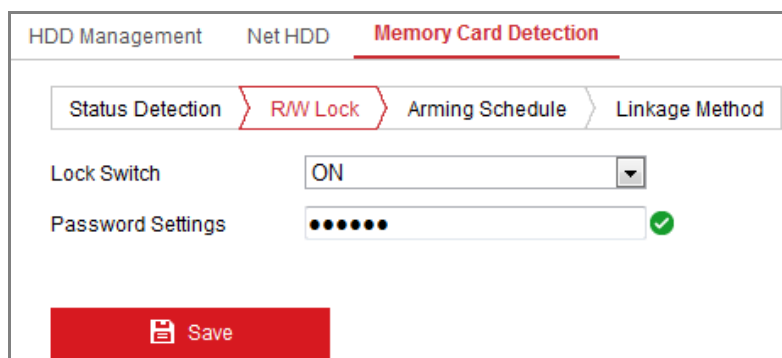 HDD Management Net HDD Memory Card Detection
Status Detection R/W Lock Arming Schedule Linkage Method
Lock Switch ON
Password Settings ●●●●●●
Save